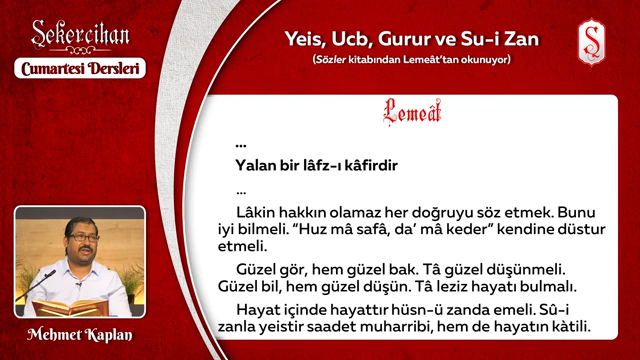 Şekercihan
Cumartesi Dersleri
Yeis, Ucb, Gurur ve Su-i Zan
(Sözler kitabından Lemeât'tan okunuyor)
Ş
Lemeât
...
Yalan bir lâfz-ı kâfirdir
...
Lâkin hakkın olamaz her doğruyu söz etmek. Bunu
iyi bilmeli. "Huz mâ safâ, da' mâ keder" kendine düstur
etmeli.
Güzel gör, hem güzel bak. Tâ güzel düşünmeli.
Güzel bil, hem güzel düşün. Tâ leziz hayatı bulmalı.
Hayat içinde hayattır hüsn-ü zanda emeli. Sû-i
zanla yeistir saadet muharribi, hem de hayatın kàtili.
Mehmet Kaplan